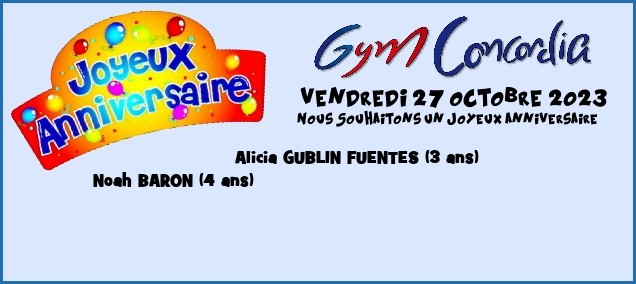 Joyeux
Anniversaire
Gym Concordia
VENDREDI 27 OCTOBRE 2023
NOUS SOUHAITONS UN JOYEUX ANNIVERSAIRE
Alicia GUBLIN FUENTES (3 ans)
Noah BARON (4 ans)